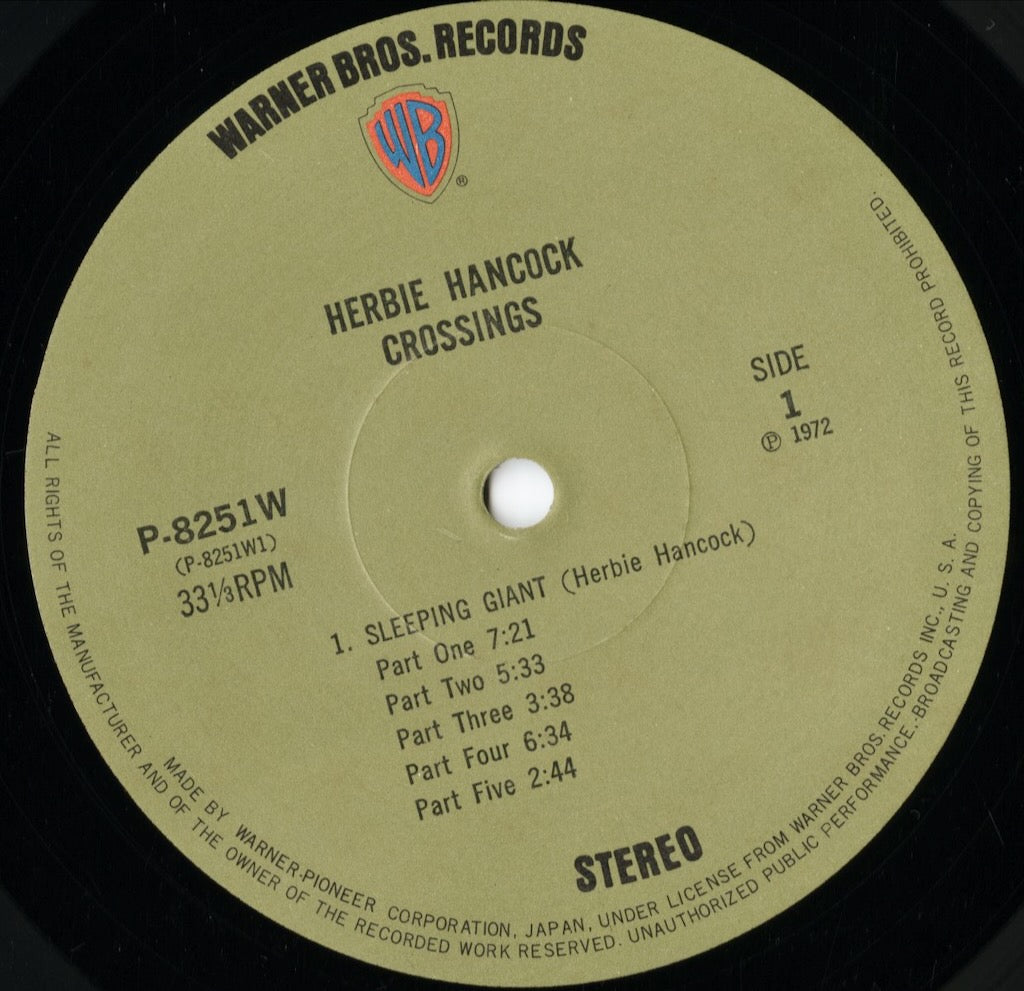 WARNER BROS. RECORDS
WB
®
HERBIE HANCOCK
CROSSINGS
SIDE
1
℗ 1972
P-8251W
(P-8251W1)
33⅓RPM
1. SLEEPING GIANT (Herbie Hancock)
Part One 7:21
Part Two 5:33
Part Three 3:38
Part Four 6:34
Part Five 2:44
STEREO
MADE BY WARNER-PIONEER CORPORATION, JAPAN, UNDER LICENSE FROM WARNER BROS. RECORDS INC., U. S. A.
ALL RIGHTS OF THE MANUFACTURER AND OF THE OWNER OF THE RECORDED WORK RESERVED. UNAUTHORIZED PUBLIC PERFORMANCE. BROADCASTING AND COPYING OF THIS RECORD PROHIBITED.